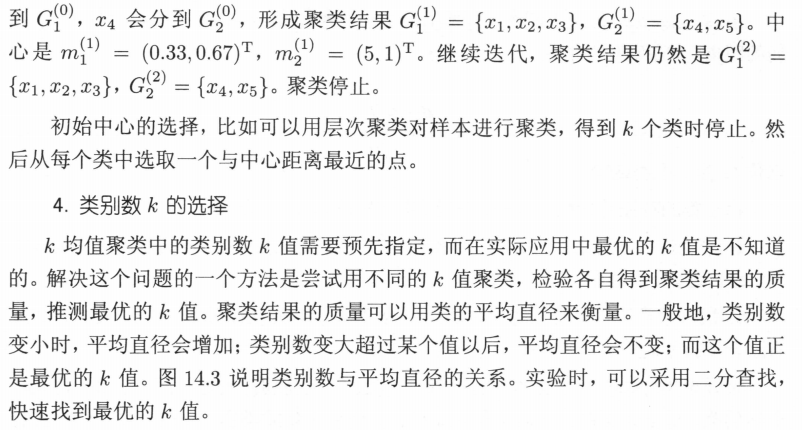 到 $G_1^{(0)}$，$x_4$ 会分到 $G_2^{(0)}$，形成聚类结果 $G_1^{(1)} = \{x_1, x_2, x_3\}$，$G_2^{(1)} = \{x_4, x_5\}$。中
心是 $m_1^{(1)} = (0.33, 0.67)^{\mathrm{T}}$，$m_2^{(1)} = (5, 1)^{\mathrm{T}}$。继续迭代，聚类结果仍然是 $G_1^{(2)} =$
$\{x_1, x_2, x_3\}$，$G_2^{(2)} = \{x_4, x_5\}$。聚类停止。
初始中心的选择，比如可以用层次聚类对样本进行聚类，得到 k 个类时停止。然
后从每个类中选取一个与中心距离最近的点。
4. 类别数 k 的选择
k 均值聚类中的类别数 k 值需要预先指定，而在实际应用中最优的 k 值是不知道
的。解决这个问题的一个方法是尝试用不同的 k 值聚类，检验各自得到聚类结果的质
量，推测最优的 k 值。聚类结果的质量可以用类的平均直径来衡量。一般地，类别数
变小时，平均直径会增加；类别数变大超过某个值以后，平均直径会不变；而这个值正
是最优的 k 值。图 14.3 说明类别数与平均直径的关系。实验时，可以采用二分查找，
快速找到最优的 k 值。